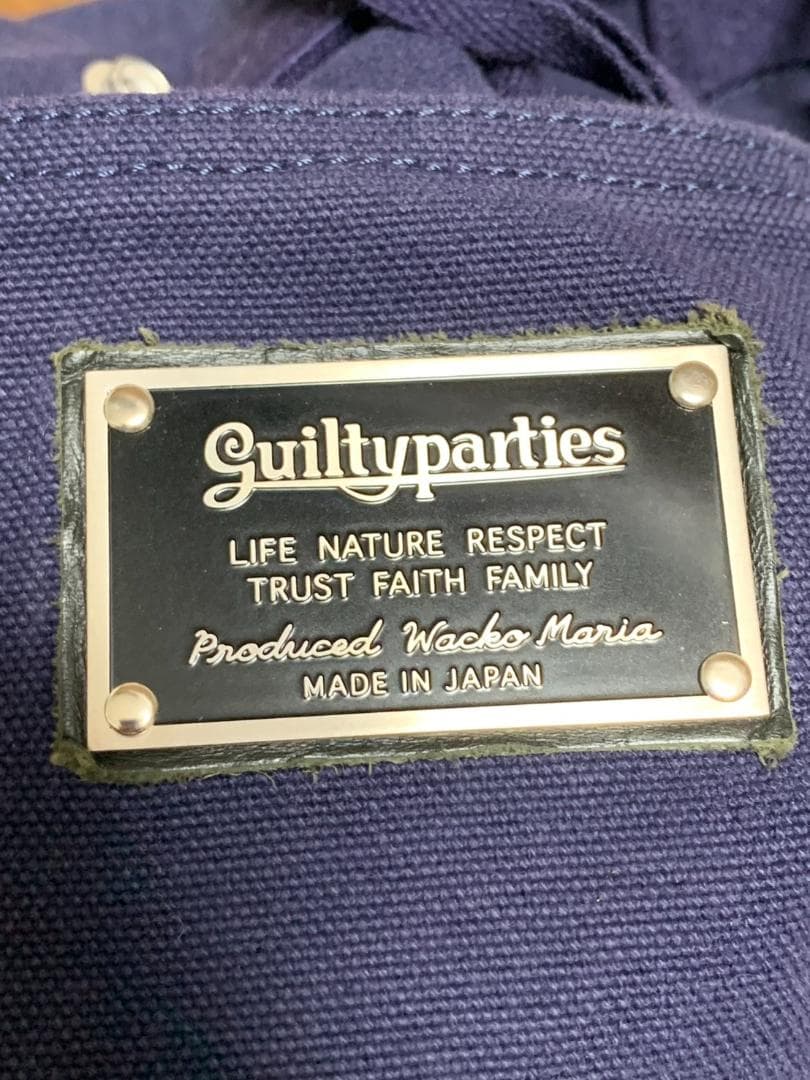 Guiltyparties
LIFE NATURE RESPECT
TRUST FAITH FAMILY
Produced Wacko Maria
MADE IN JAPAN